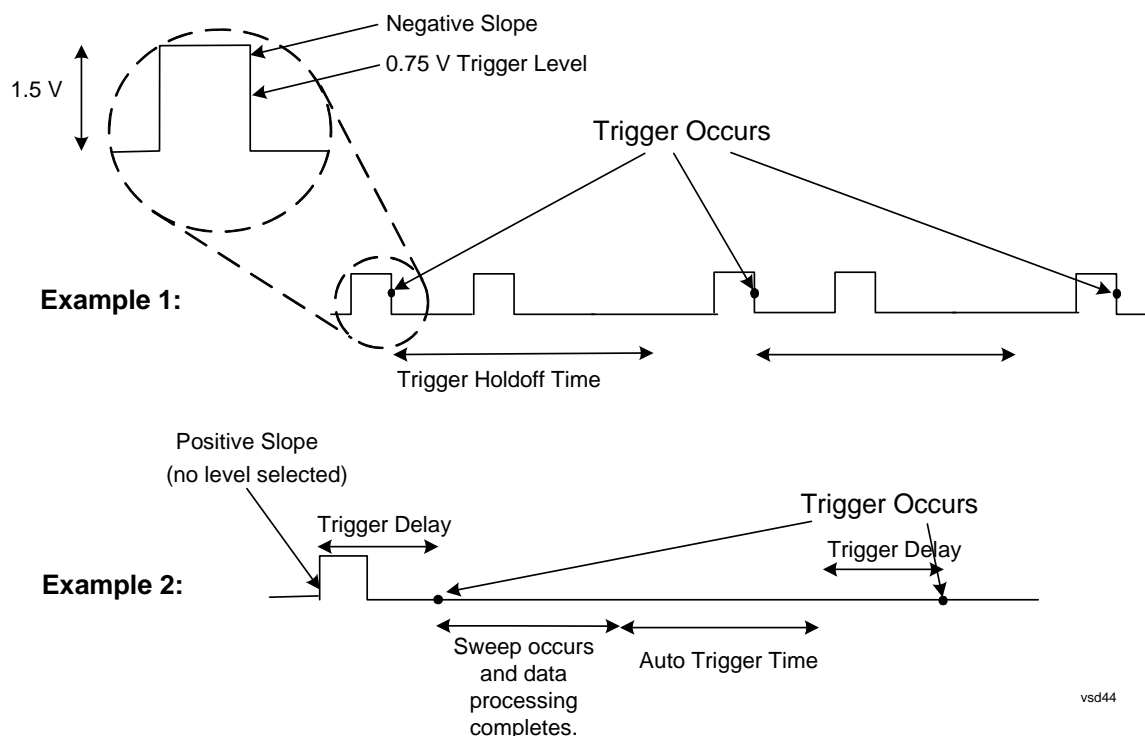 Negative Slope
1.5 V
0.75 V Trigger Level
Trigger Occurs
Example 1:
Trigger Holdoff Time
Positive Slope
(no level selected)
Trigger Delay
Trigger Occurs
Trigger Delay
Example 2:
Sweep occurs
and data
processing
completes.
Auto Trigger Time
vsd44